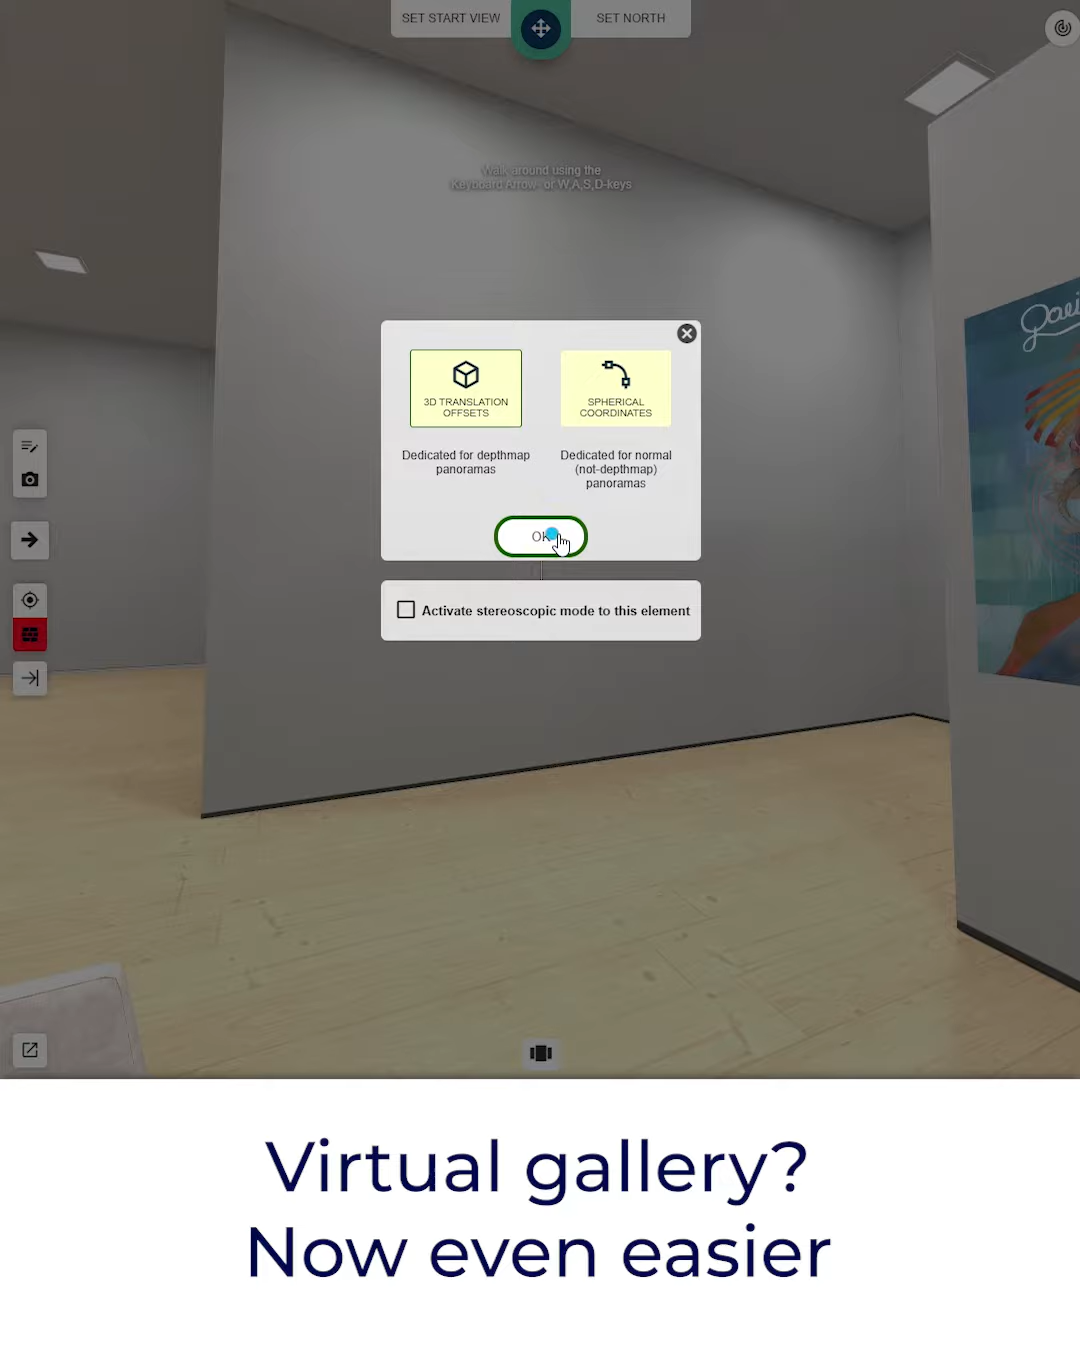 SET START VIEW
SET NORTH
Walk around using the
Keyboard Arrow- or W,A,S,D-keys
3D TRANSLATION
OFFSETS
SPHERICAL
COORDINATES
Dedicated for depthmap
panoramas
Dedicated for normal
(not-depthmap)
panoramas
OK
Activate stereoscopic mode to this element
Virtual gallery?
Now even easier